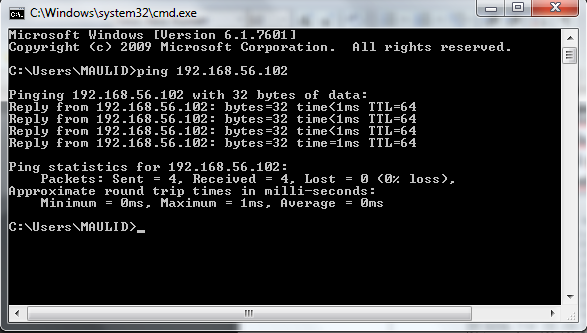 C:\Windows\system32\cmd.exe
Microsoft Windows [Version 6.1.7601]
Copyright (c) 2009 Microsoft Corporation.  All rights reserved.
C:\Users\MAULID>ping 192.168.56.102
Pinging 192.168.56.102 with 32 bytes of data:
Reply from 192.168.56.102: bytes=32 time<1ms TTL=64
Reply from 192.168.56.102: bytes=32 time<1ms TTL=64
Reply from 192.168.56.102: bytes=32 time<1ms TTL=64
Reply from 192.168.56.102: bytes=32 time=1ms TTL=64
Ping statistics for 192.168.56.102:
    Packets: Sent = 4, Received = 4, Lost = 0 (0% loss),
Approximate round trip times in milli-seconds:
    Minimum = 0ms, Maximum = 1ms, Average = 0ms
C:\Users\MAULID>_